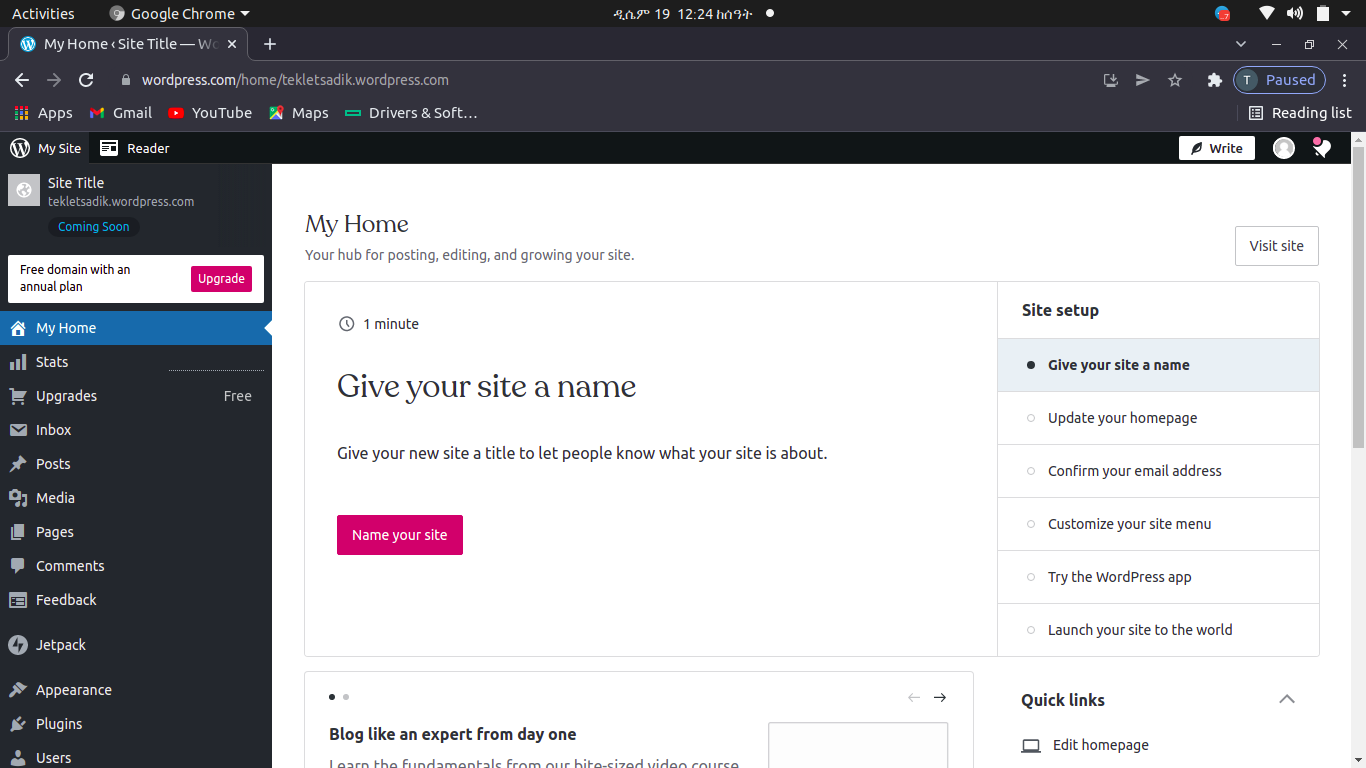 Activities
Google Chrome
ዲሴም 19 12:24 ከሰዓት
My Home ‹ Site Title — Wo
wordpress.com/home/tekletsadik.wordpress.com
T Paused
Apps
Gmail
YouTube
Maps
Drivers & Soft…
Reading list
My Site
Reader
Write
Site Title
tekletsadik.wordpress.com
Coming Soon
Free domain with an
annual plan
Upgrade
My Home
Stats
Upgrades
Free
Inbox
Posts
Media
Pages
Comments
Feedback
Jetpack
Appearance
Plugins
Users
My Home
Your hub for posting, editing, and growing your site.
Visit site
1 minute
Give your site a name
Give your new site a title to let people know what your site is about.
Name your site
Site setup
Give your site a name
Update your homepage
Confirm your email address
Customize your site menu
Try the WordPress app
Launch your site to the world
Blog like an expert from day one
Learn the fundamentals from our bite-sized video course
Quick links
Edit homepage